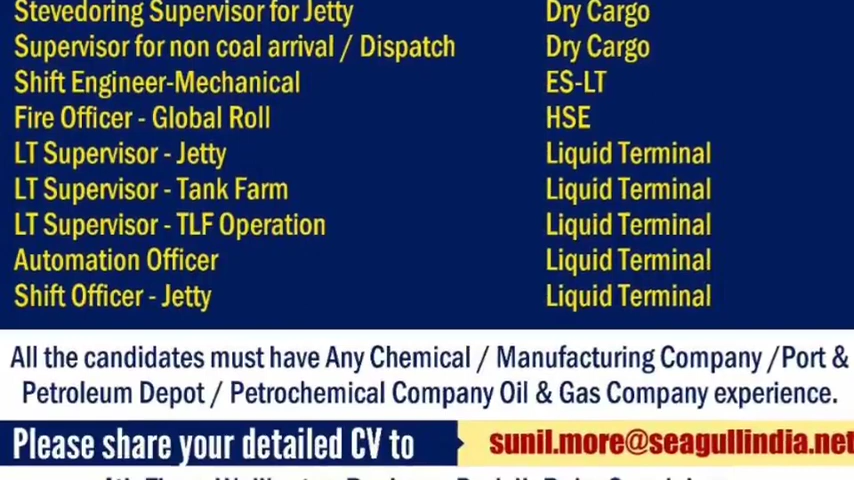 Stevedoring Supervisor for Jetty Dry Cargo
Supervisor for non coal arrival / Dispatch Dry Cargo
Shift Engineer-Mechanical ES-LT
Fire Officer - Global Roll HSE
LT Supervisor - Jetty Liquid Terminal
LT Supervisor - Tank Farm Liquid Terminal
LT Supervisor - TLF Operation Liquid Terminal
Automation Officer Liquid Terminal
Shift Officer - Jetty Liquid Terminal
All the candidates must have Any Chemical / Manufacturing Company /Port &
Petroleum Depot / Petrochemical Company Oil & Gas Company experience.
Please share your detailed CV to sunil.more@seagullindia.net